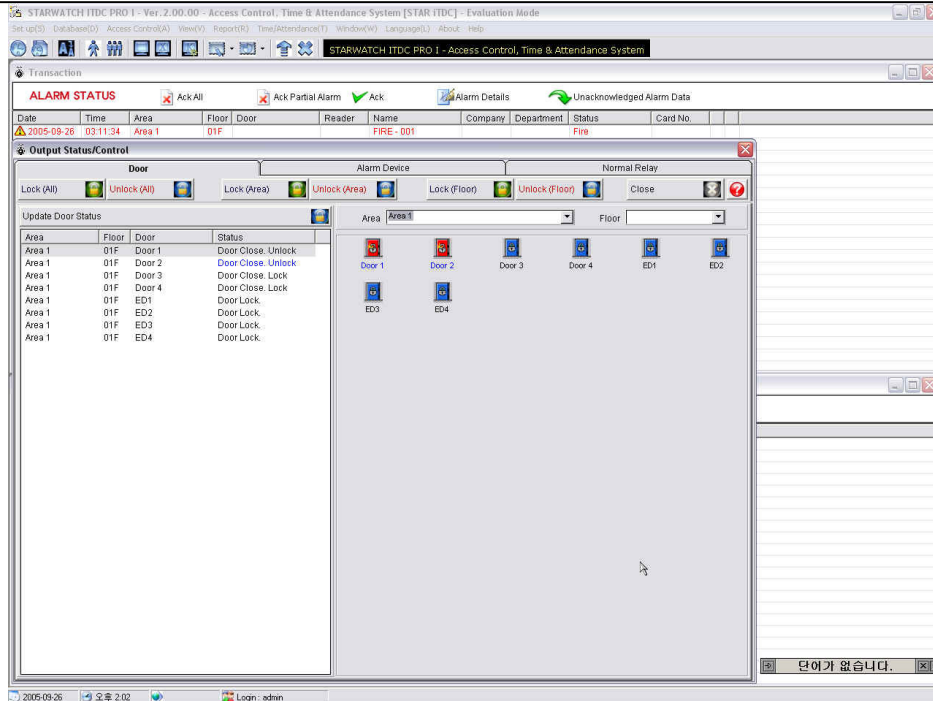 STARWATCH ITDC PRO I - Ver.2.00.00 - Access Control, Time & Attendance System [STAR iTDC] - Evaluation Mode
Set up(S) Database(D) Access Control(A) View(V) Report(R) Time/Attendance(T) Window(W) Language(L) About Help
STARWATCH ITDC PRO I - Access Control, Time & Attendance System
Transaction
ALARM STATUS Ack All Ack Partial Alarm Ack Alarm Details Unacknowledged Alarm Data
Date Time Area Floor Door Reader Name Company Department Status Card No.
2005-09-26 03:11:34 Area 1 01F FIRE - 001 Fire
Output Status/Control
Door Alarm Device Normal Relay
Lock (All) Unlock (All) Lock (Area) Unlock (Area) Lock (Floor) Unlock (Floor) Close
Update Door Status Area Area 1 Floor
Area Floor Door Status
Area 1 01F Door 1 Door Close. Unlock
Area 1 01F Door 2 Door Close. Unlock
Area 1 01F Door 3 Door Close. Lock
Area 1 01F Door 4 Door Close. Lock
Area 1 01F ED1 Door Lock.
Area 1 01F ED2 Door Lock.
Area 1 01F ED3 Door Lock.
Area 1 01F ED4 Door Lock.
Door 1 Door 2 Door 3 Door 4 ED1 ED2
ED3 ED4
단어가 없습니다.
2005-09-26 오후 2:02 Login : admin